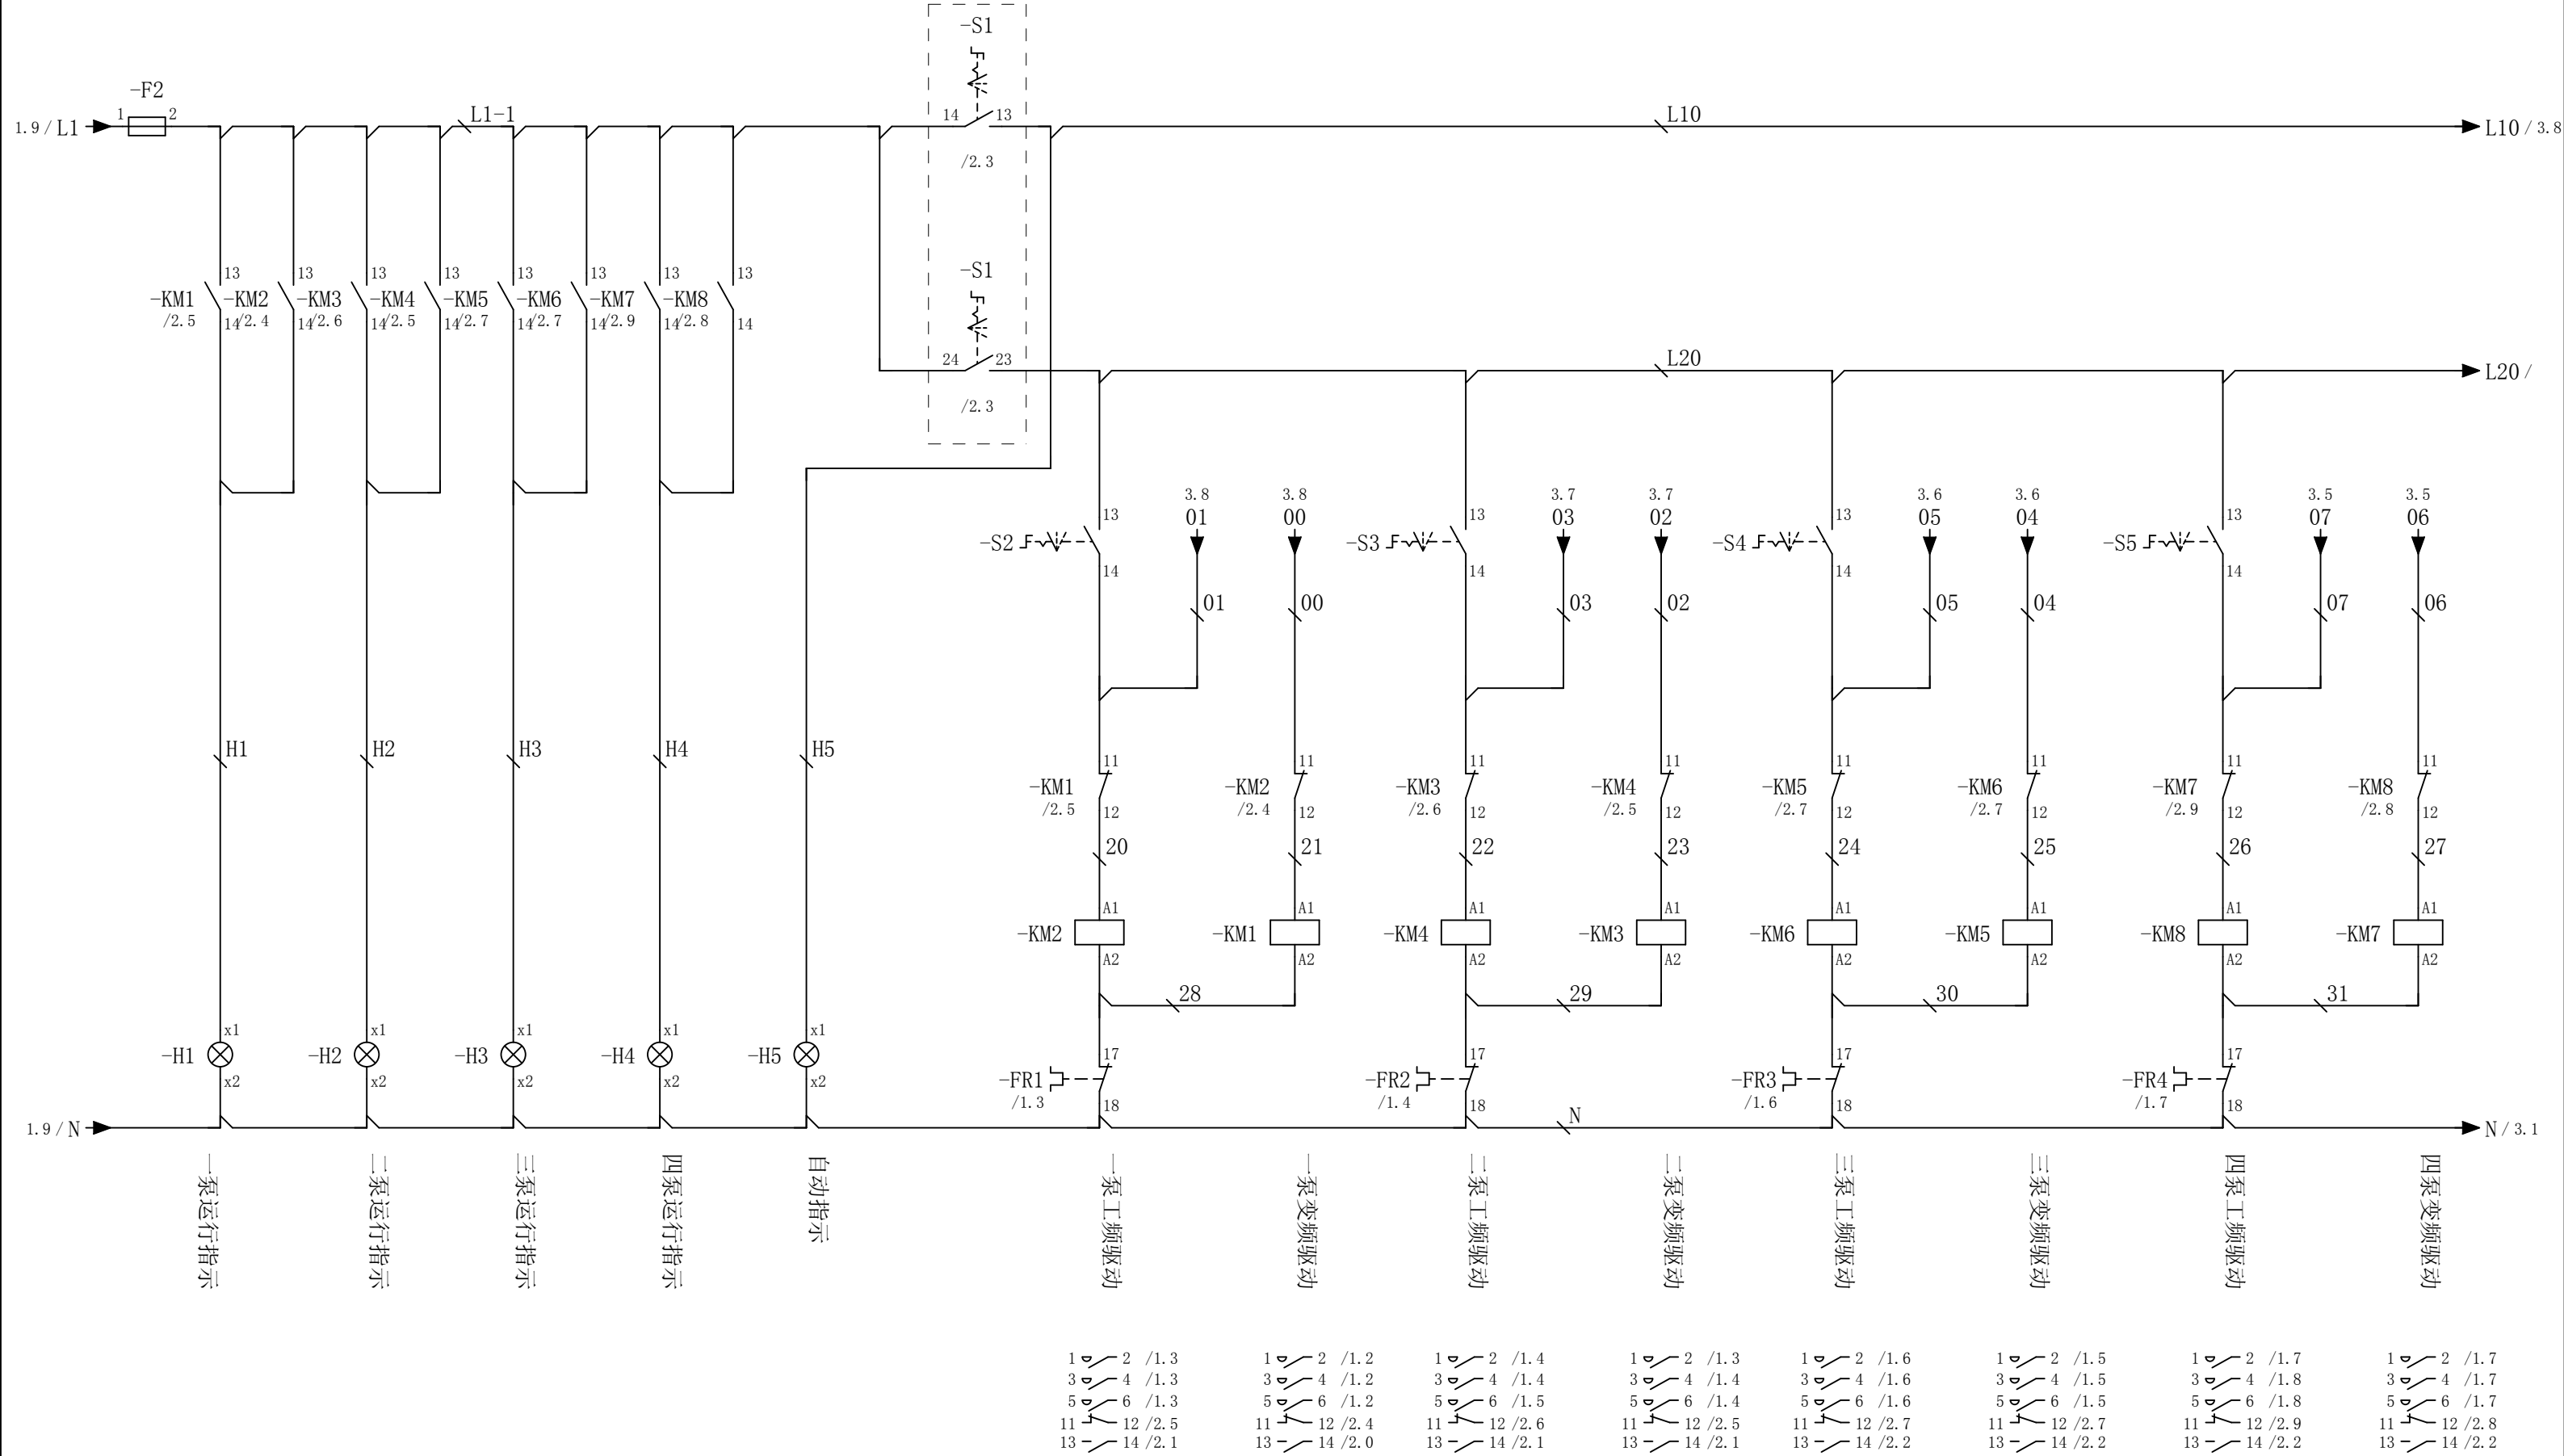 -S1
-F2
1.9/L1 1 2 L1-1 14 13 L10 L10/3.8
/2.3
-S1
13 13 13 13 13 13 13 13
-KM1 -KM2 -KM3 -KM4 -KM5 -KM6 -KM7 -KM8
/2.5 14/2.4 14/2.6 14/2.5 14/2.7 14/2.7 14/2.9 14/2.8 14
24 23 L20 L20/
/2.3
3.8 3.8 3.7 3.7 3.6 3.6 3.5 3.5
13 01 00 13 03 02 13 05 04 13 07 06
-S2 -S3 -S4 -S5
14 14 14 14
01 00 03 02 05 04 07 06
H1 H2 H3 H4 H5
11 11 11 11 11 11 11 11
-KM1 -KM2 -KM3 -KM4 -KM5 -KM6 -KM7 -KM8
/2.5 12 /2.4 12 /2.6 12 /2.5 12 /2.7 12 /2.7 12 /2.9 12 /2.8 12
20 21 22 23 24 25 26 27
A1 A1 A1 A1 A1 A1 A1 A1
-KM2 -KM1 -KM4 -KM3 -KM6 -KM5 -KM8 -KM7
A2 A2 A2 A2 A2 A2 A2 A2
28 29 30 31
x1 x1 x1 x1 x1
-H1 -H2 -H3 -H4 -H5
x2 x2 x2 x2 x2
17 17 17 17
-FR1 -FR2 -FR3 -FR4
/1.3 18 /1.4 18 /1.6 18 /1.7 18
1.9/N N N/3.1
一泵运行指示
二泵运行指示
三泵运行指示
四泵运行指示
自动指示
一泵工频驱动
一泵变频驱动
二泵工频驱动
二泵变频驱动
三泵工频驱动
三泵变频驱动
四泵工频驱动
四泵变频驱动
1 2 /1.3 1 2 /1.2 1 2 /1.4 1 2 /1.3 1 2 /1.6 1 2 /1.5 1 2 /1.7 1 2 /1.7
3 4 /1.3 3 4 /1.2 3 4 /1.4 3 4 /1.4 3 4 /1.6 3 4 /1.5 3 4 /1.8 3 4 /1.7
5 6 /1.3 5 6 /1.2 5 6 /1.5 5 6 /1.4 5 6 /1.6 5 6 /1.5 5 6 /1.8 5 6 /1.7
11 12 /2.5 11 12 /2.4 11 12 /2.6 11 12 /2.5 11 12 /2.7 11 12 /2.7 11 12 /2.9 11 12 /2.8
13 14 /2.1 13 14 /2.0 13 14 /2.1 13 14 /2.1 13 14 /2.2 13 14 /2.2 13 14 /2.2 13 14 /2.2